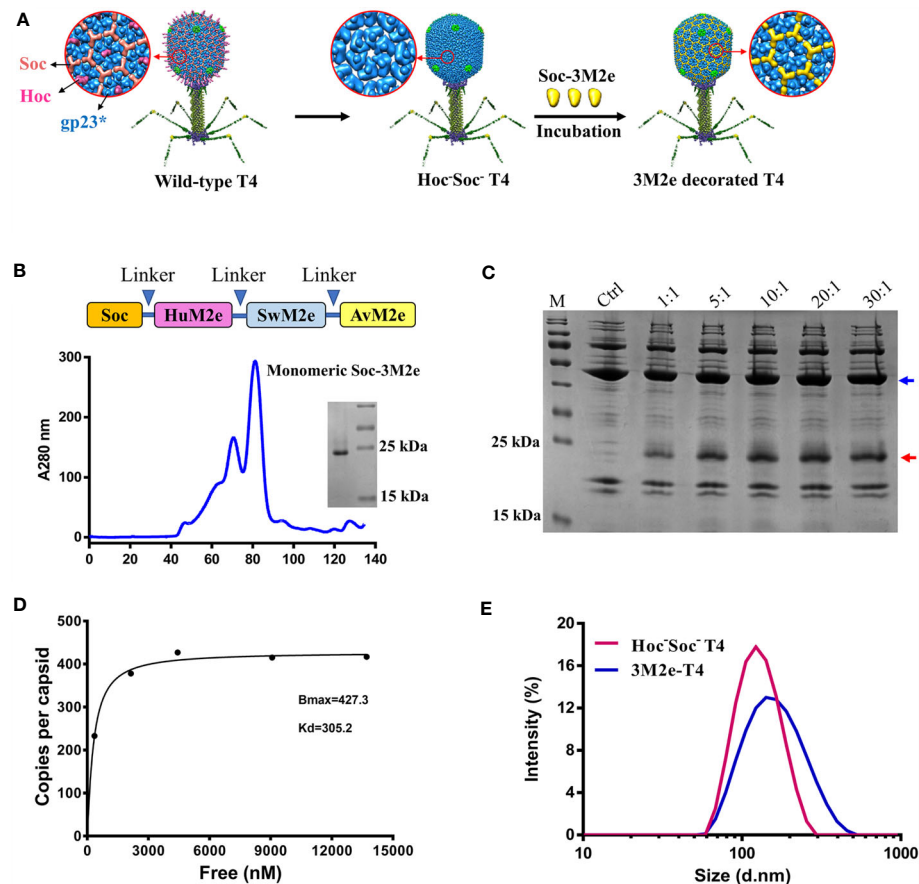 A
Soc
Hoc
gp23*
Wild-type T4
Soc-3M2e
Incubation
Hoc⁻Soc⁻ T4
3M2e decorated T4
B
Linker Linker Linker
Soc HuM2e SwM2e AvM2e
Monomeric Soc-3M2e
A280 nm
300
200
100
0
25 kDa
15 kDa
0 20 40 60 80 100 120 140
C
M Ctrl 1:1 5:1 10:1 20:1 30:1
25 kDa
15 kDa
D
Copies per capsid
500
400
300
200
100
0
Bmax=427.3
Kd=305.2
0 3000 6000 9000 12000 15000
Free (nM)
E
Intensity (%)
20
16
12
8
4
0
Hoc⁻Soc⁻ T4
3M2e-T4
10 100 1000
Size (d.nm)